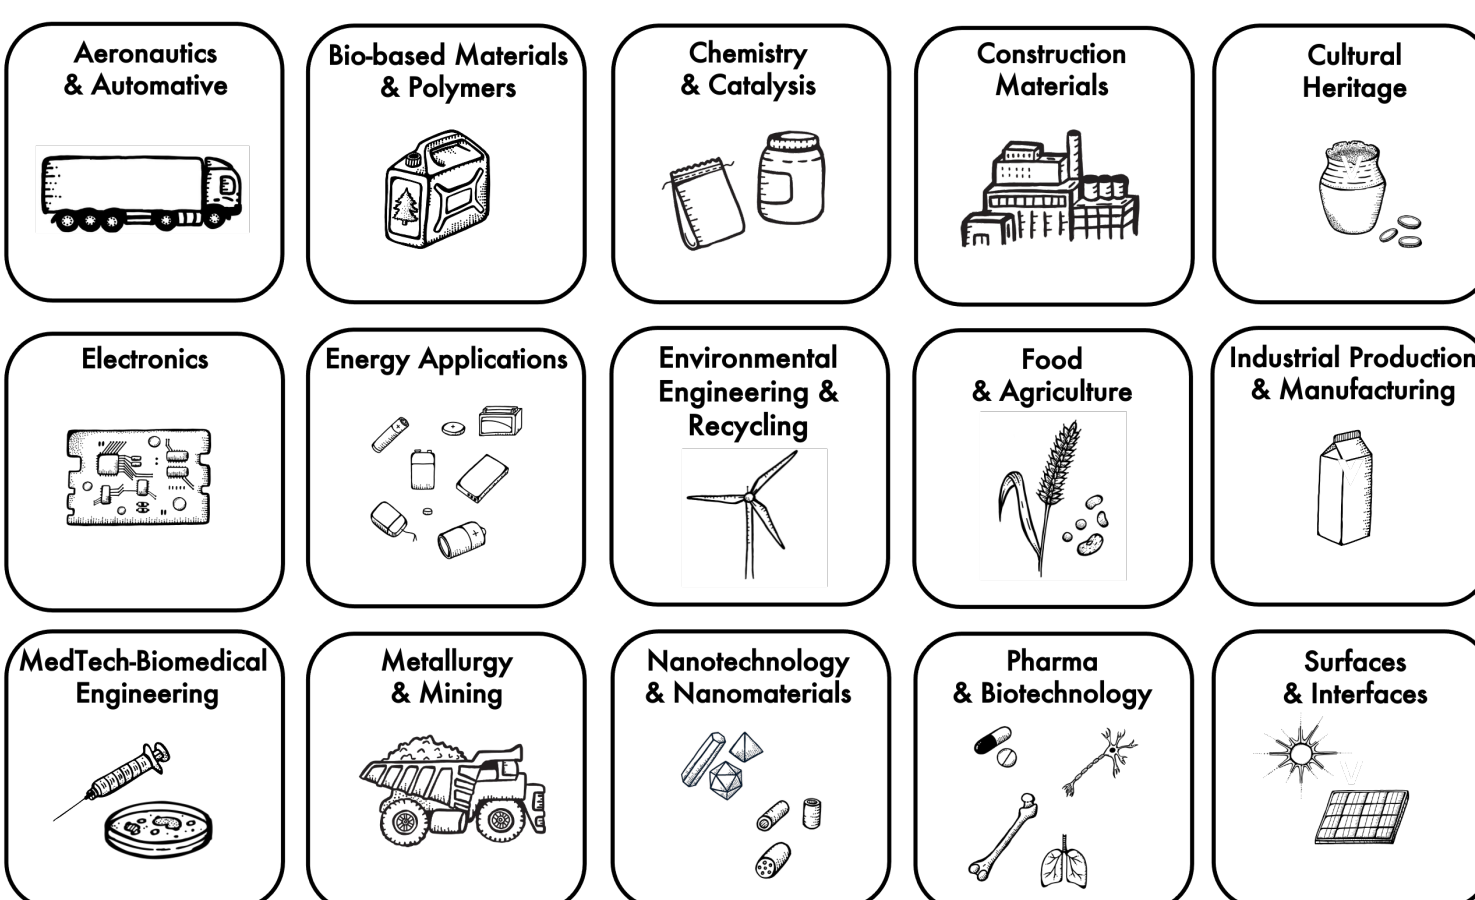 Aeronautics
& Automative
Bio-based Materials
& Polymers
Chemistry
& Catalysis
Construction
Materials
Cultural
Heritage
Electronics
Energy Applications
Environmental
Engineering &
Recycling
Food
& Agriculture
Industrial Production
& Manufacturing
MedTech-Biomedical
Engineering
Metallurgy
& Mining
Nanotechnology
& Nanomaterials
Pharma
& Biotechnology
Surfaces
& Interfaces